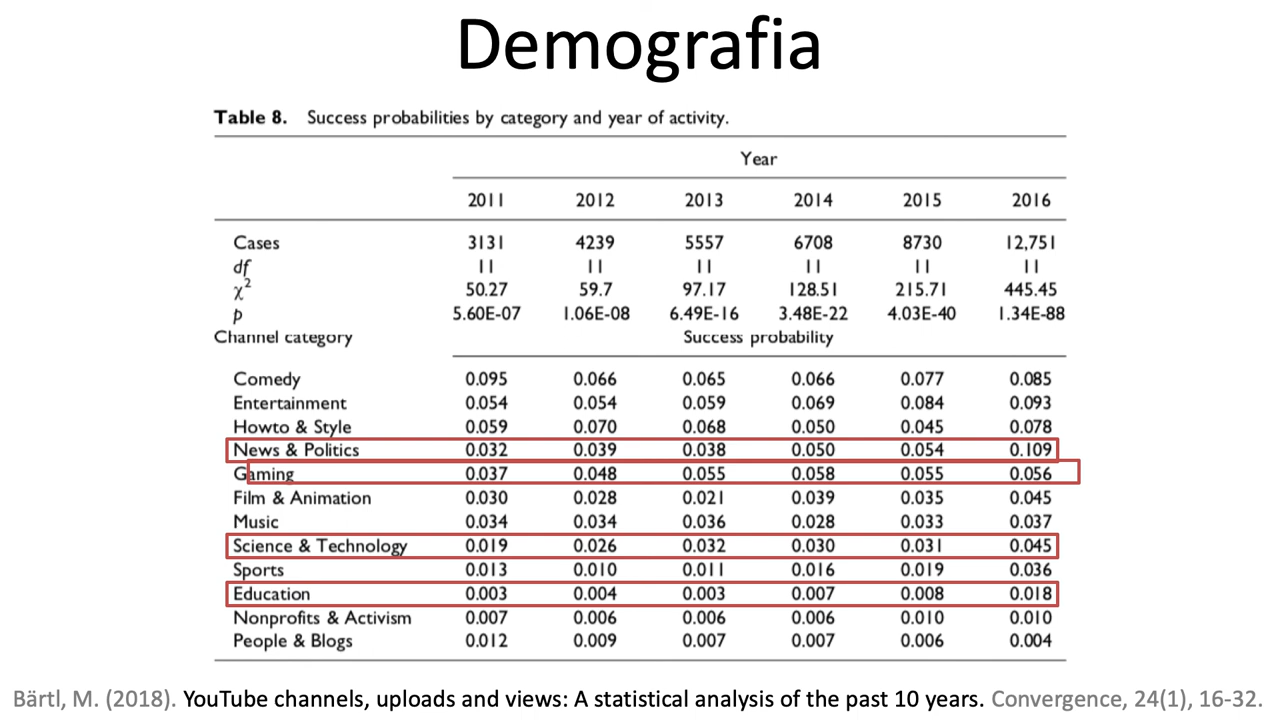 Demografia
Table 8. Success probabilities by category and year of activity.
Year
2011 2012 2013 2014 2015 2016
Cases 3131 4239 5557 6708 8730 12,751
df 11 11 11 11 11 11
χ2 50.27 59.7 97.17 128.51 215.71 445.45
p 5.60E-07 1.06E-08 6.49E-16 3.48E-22 4.03E-40 1.34E-88
Channel category Success probability
Comedy 0.095 0.066 0.065 0.066 0.077 0.085
Entertainment 0.054 0.054 0.059 0.069 0.084 0.093
Howto & Style 0.059 0.070 0.068 0.050 0.045 0.078
News & Politics 0.032 0.039 0.038 0.050 0.054 0.109
Gaming 0.037 0.048 0.055 0.058 0.055 0.056
Film & Animation 0.030 0.028 0.021 0.039 0.035 0.045
Music 0.034 0.034 0.036 0.028 0.033 0.037
Science & Technology 0.019 0.026 0.032 0.030 0.031 0.045
Sports 0.013 0.010 0.011 0.016 0.019 0.036
Education 0.003 0.004 0.003 0.007 0.008 0.018
Nonprofits & Activism 0.007 0.006 0.006 0.006 0.010 0.010
People & Blogs 0.012 0.009 0.007 0.007 0.006 0.004
Bärtl, M. (2018). YouTube channels, uploads and views: A statistical analysis of the past 10 years. Convergence, 24(1), 16-32.